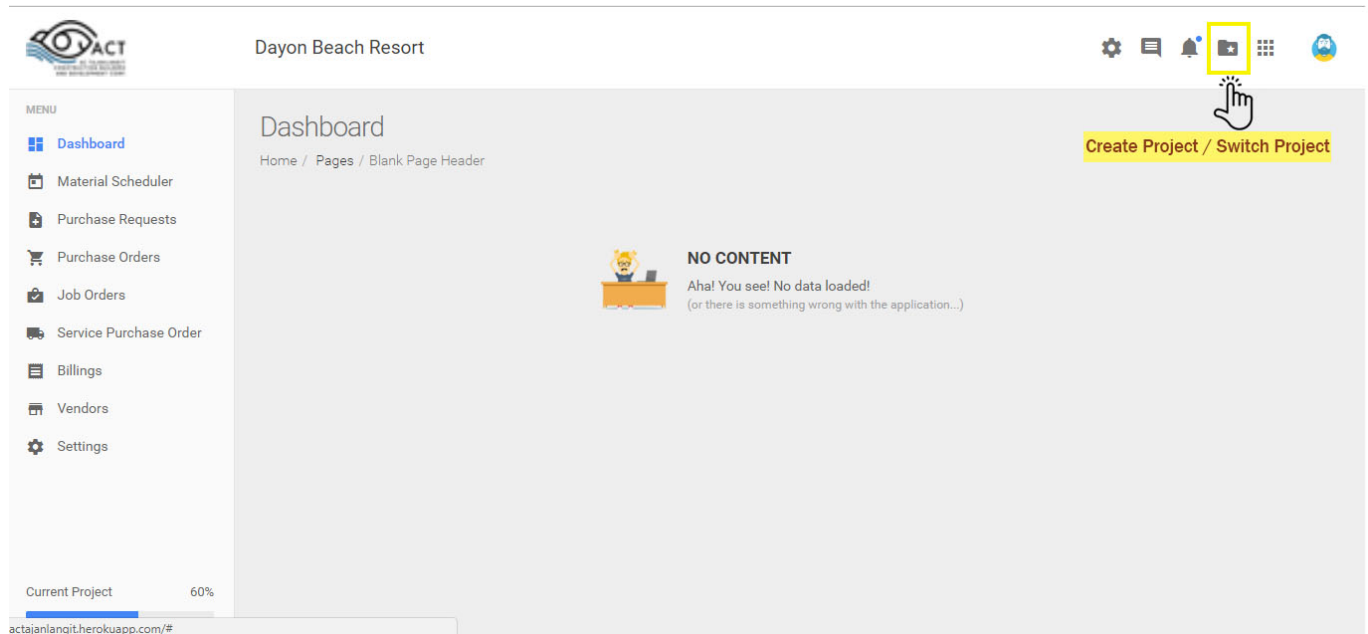 ACT
Dayon Beach Resort
Create Project / Switch Project
MENU
Dashboard
Material Scheduler
Purchase Requests
Purchase Orders
Job Orders
Service Purchase Order
Billings
Vendors
Settings
Current Project 60%
Dashboard
Home / Pages / Blank Page Header
NO CONTENT
Aha! You see! No data loaded!
(or there is something wrong with the application...)
actajanlangit.herokuapp.com/#